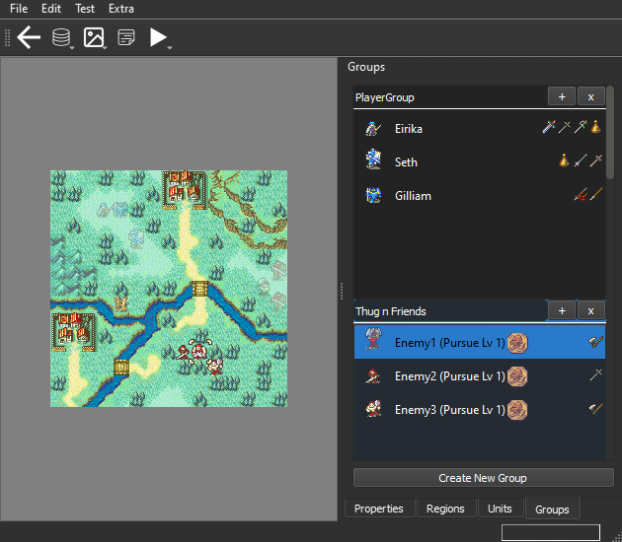 File Edit Test Extra
Groups
PlayerGroup + x
Eirika
Seth
Gilliam
Thug n Friends + x
Enemy1 (Pursue Lv 1)
Enemy2 (Pursue Lv 1)
Enemy3 (Pursue Lv 1)
Create New Group
Properties Regions Units Groups